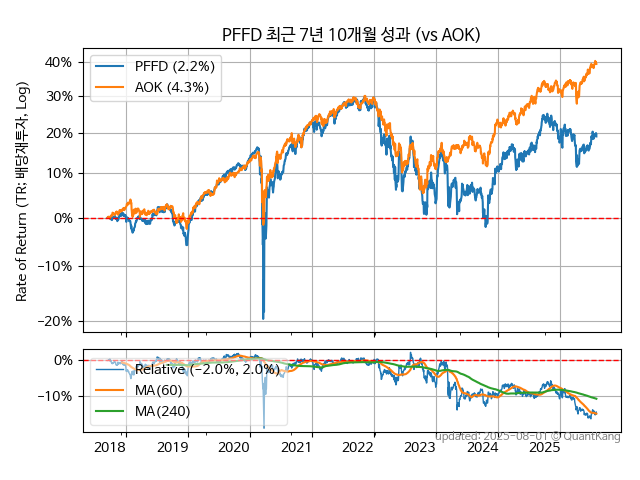 PFFD 최근 7년 10개월 성과 (vs AOK)
Rate of Return (TR: 배당재투자, Log)
40%
30%
20%
10%
0%
−10%
−20%
PFFD (2.2%)
AOK (4.3%)
0%
−10%
Relative (−2.0%, 2.0%)
MA(60)
MA(240)
2018 2019 2020 2021 2022 2023 2024 2025
updated: 2025-08-01 © QuantKang